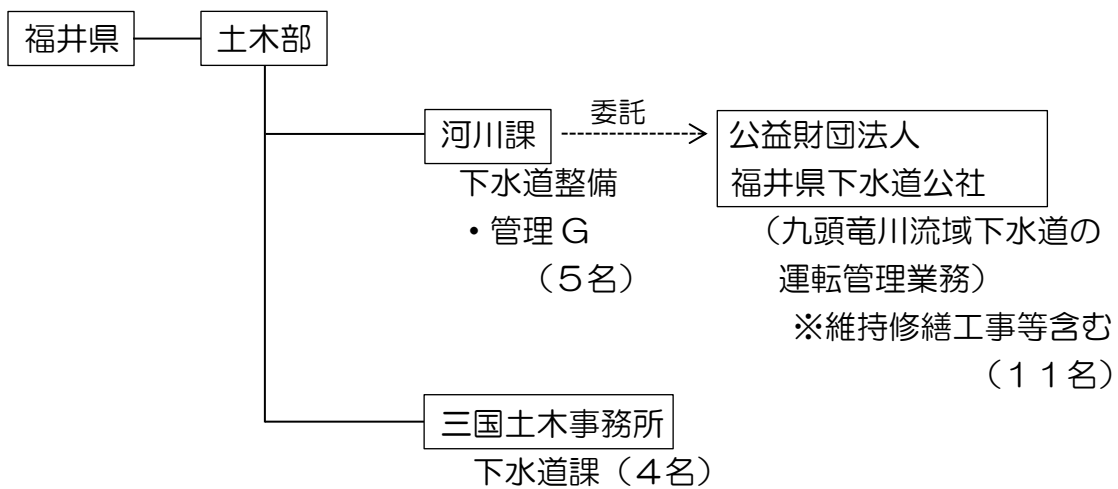 福井県
土木部
河川課
下水道整備
・管理G
（5名）
委託
公益財団法人
福井県下水道公社
（九頭竜川流域下水道の
運転管理業務）
※維持修繕工事等含む
（11名）
三国土木事務所
下水道課（4名）